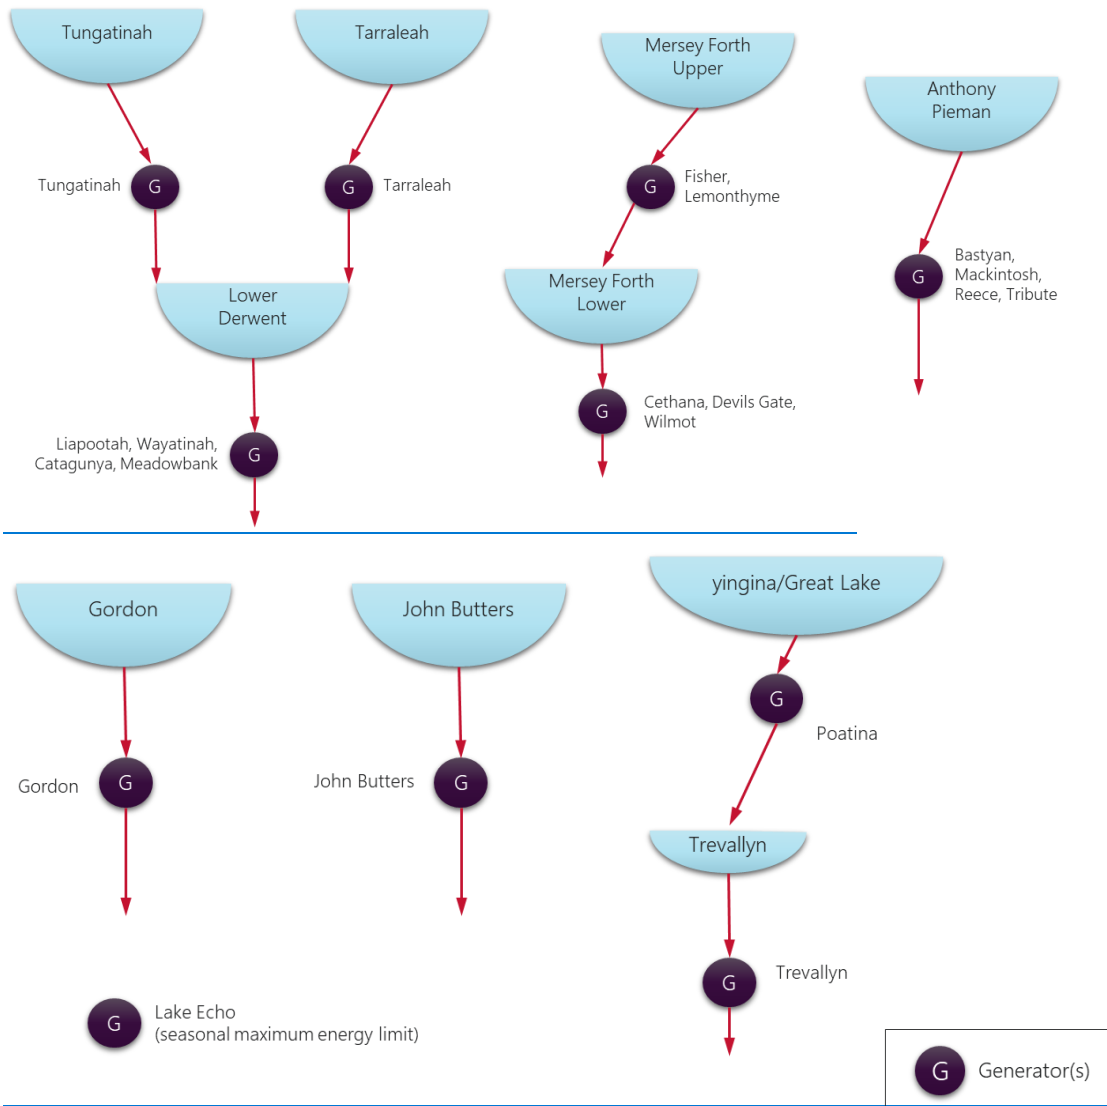 Tungatinah
Tarraleah
Mersey Forth
Upper
Anthony
Pieman
Tungatinah
G
G
Tarraleah
G
Fisher,
Lemonthyme
G
Bastyan,
Mackintosh,
Reece, Tribute
Lower
Derwent
Mersey Forth
Lower
G
Cethana, Devils Gate,
Wilmot
Liapootah, Wayatinah,
Catagunya, Meadowbank
G
Gordon
John Butters
yingina/Great Lake
G
Poatina
Gordon
G
John Butters
G
Trevallyn
G
Trevallyn
G
Lake Echo
(seasonal maximum energy limit)
G
Generator(s)